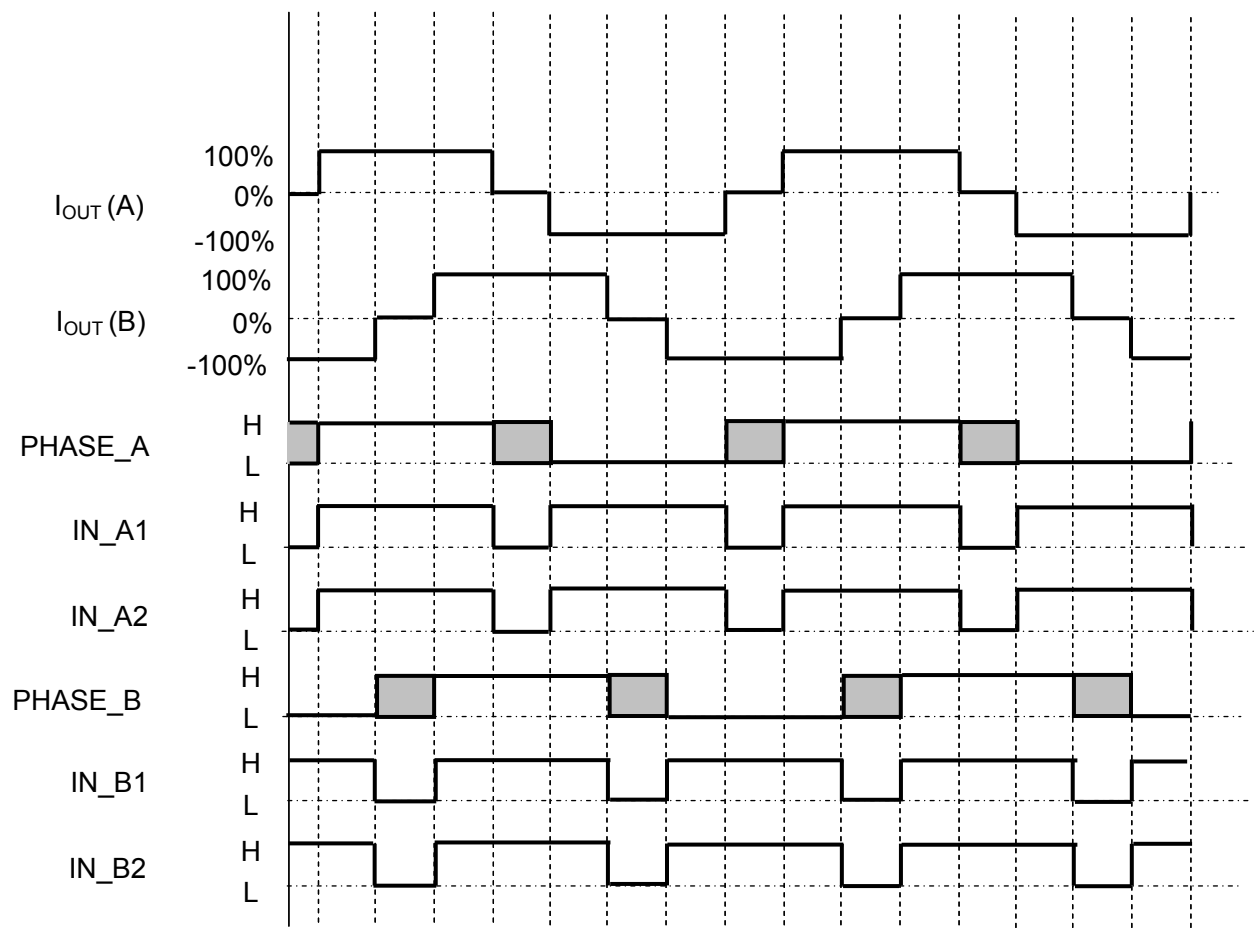 100%
I_OUT (A)
0%
-100%
100%
I_OUT (B)
0%
-100%
PHASE_A
H
L
IN_A1
H
L
IN_A2
H
L
PHASE_B
H
L
IN_B1
H
L
IN_B2
H
L